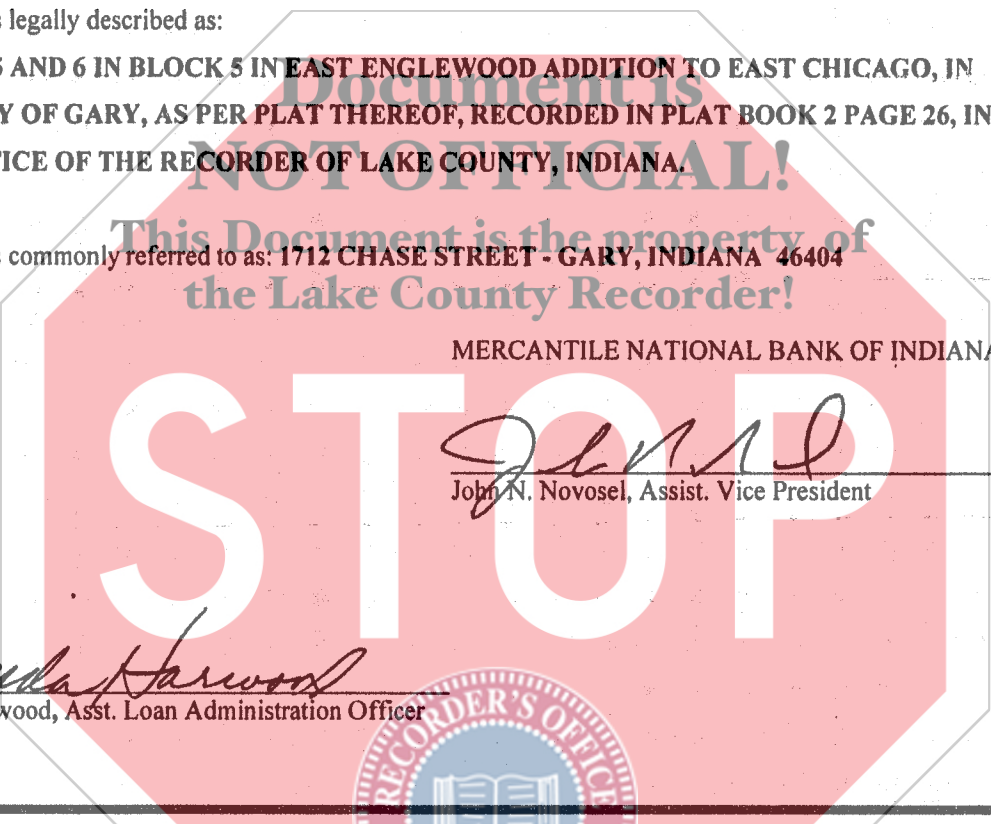 s legally described as:
5 AND 6 IN BLOCK 5 IN EAST ENGLEWOOD ADDITION TO EAST CHICAGO, IN
Document is
Y OF GARY, AS PER PLAT THEREOF, RECORDED IN PLAT BOOK 2 PAGE 26, IN
ICE OF THE RECORDER OF LAKE COUNTY, INDIANA.
NOT OFFICIAL!
This Document is the property of
s commonly referred to as: 1712 CHASE STREET - GARY, INDIANA 46404
the Lake County Recorder!
MERCANTILE NATIONAL BANK OF INDIANA
STOP
John N. Novosel, Assist. Vice President
Harwood
wood, Asst. Loan Administration Officer
RECORDER'S OFFICE